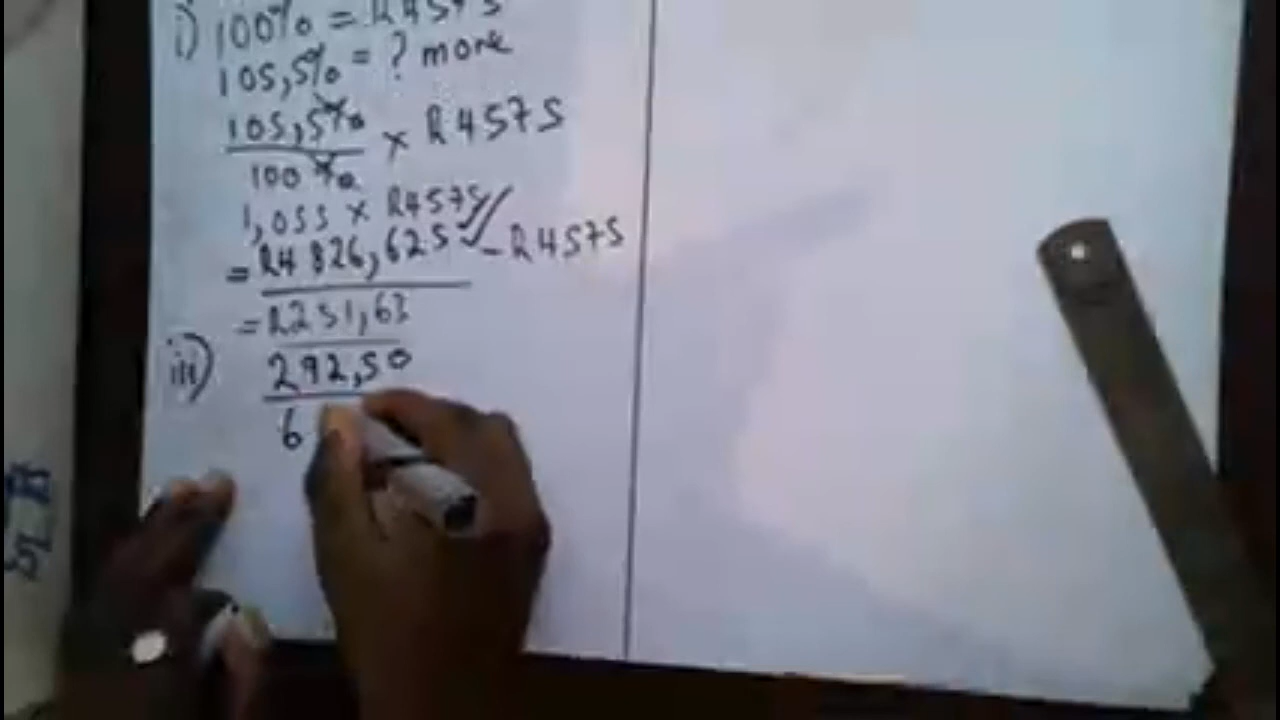 i) 100% = R4575
105,5% = ? more
105,5% × R4575
100%
1,055 × R4575
= R4 826,625 - R4575
= R251,63
iii) 292,50
6